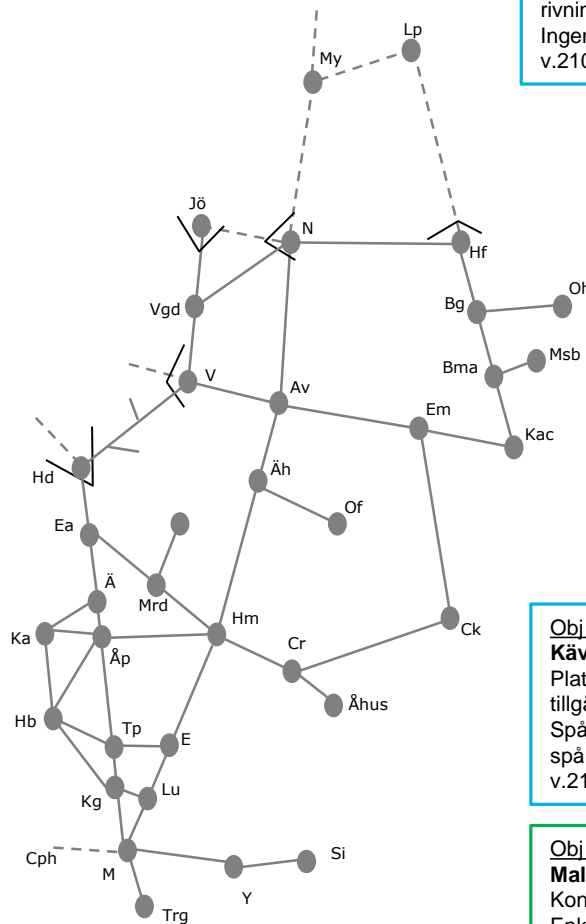 rivnin
Inger
v.210
Lp
My
Jö
N
Hf
Vgd
Bg
Oh
V
Bma
Msb
Av
Em
Kac
Hd
Äh
Of
Ea
Ä
Mrd
Hm
Ka
Åp
Cr
Ck
Åhus
Hb
Tp
E
Kg
Lu
Cph
M
Si
Y
Trg
Obj
Käv
Plat
tillgä
Spå
spå
v.21
Obj
Mal
Kon
Enk